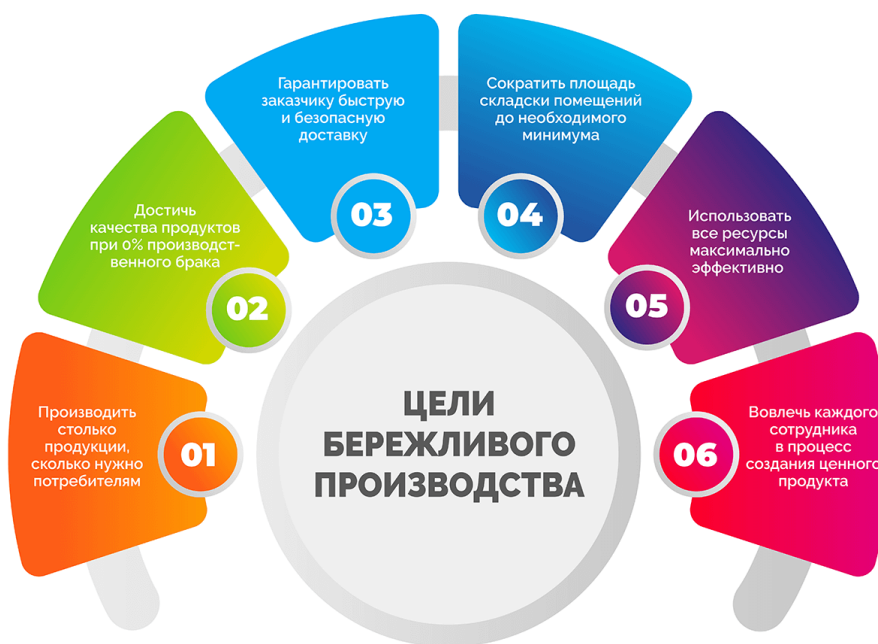 Производить
столько
продукции,
сколько нужно
потребителям
01
Достичь
качества продуктов
при 0% производст-
венного брака
02
Гарантировать
заказчику быструю
и безопасную
доставку
03
Сократить площадь
складски помещений
до необходимого
минимума
04
Использовать
все ресурсы
максимально
эффективно
05
Вовлечь каждого
сотрудника
в процесс
создания ценного
продукта
06
ЦЕЛИ
БЕРЕЖЛИВОГО
ПРОИЗВОДСТВА